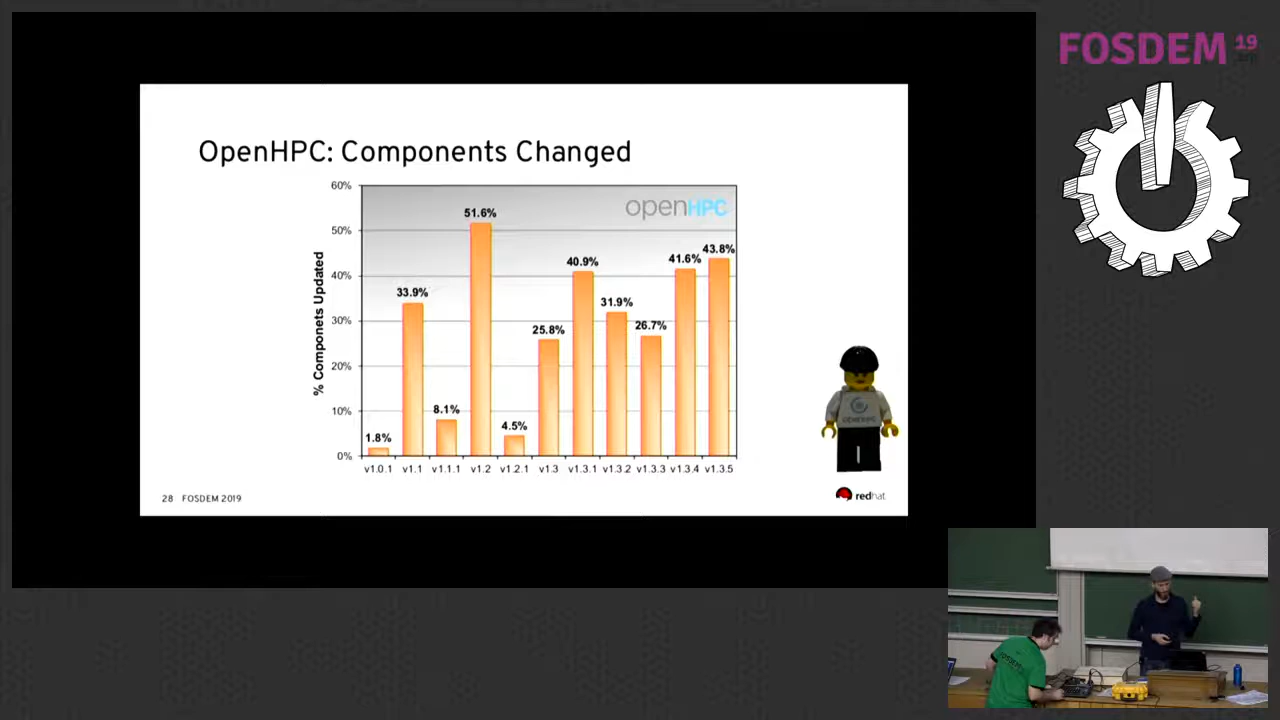 FOSDEM 19
OpenHPC: Components Changed
openHPC
% Componets Updated
60%
50%
40%
30%
20%
10%
0%
1.8%
33.9%
8.1%
51.6%
4.5%
25.8%
40.9%
31.9%
26.7%
41.6%
43.8%
v1.0.1 v1.1 v1.1.1 v1.2 v1.2.1 v1.3 v1.3.1 v1.3.2 v1.3.3 v1.3.4 v1.3.5
28 FOSDEM 2019
redhat